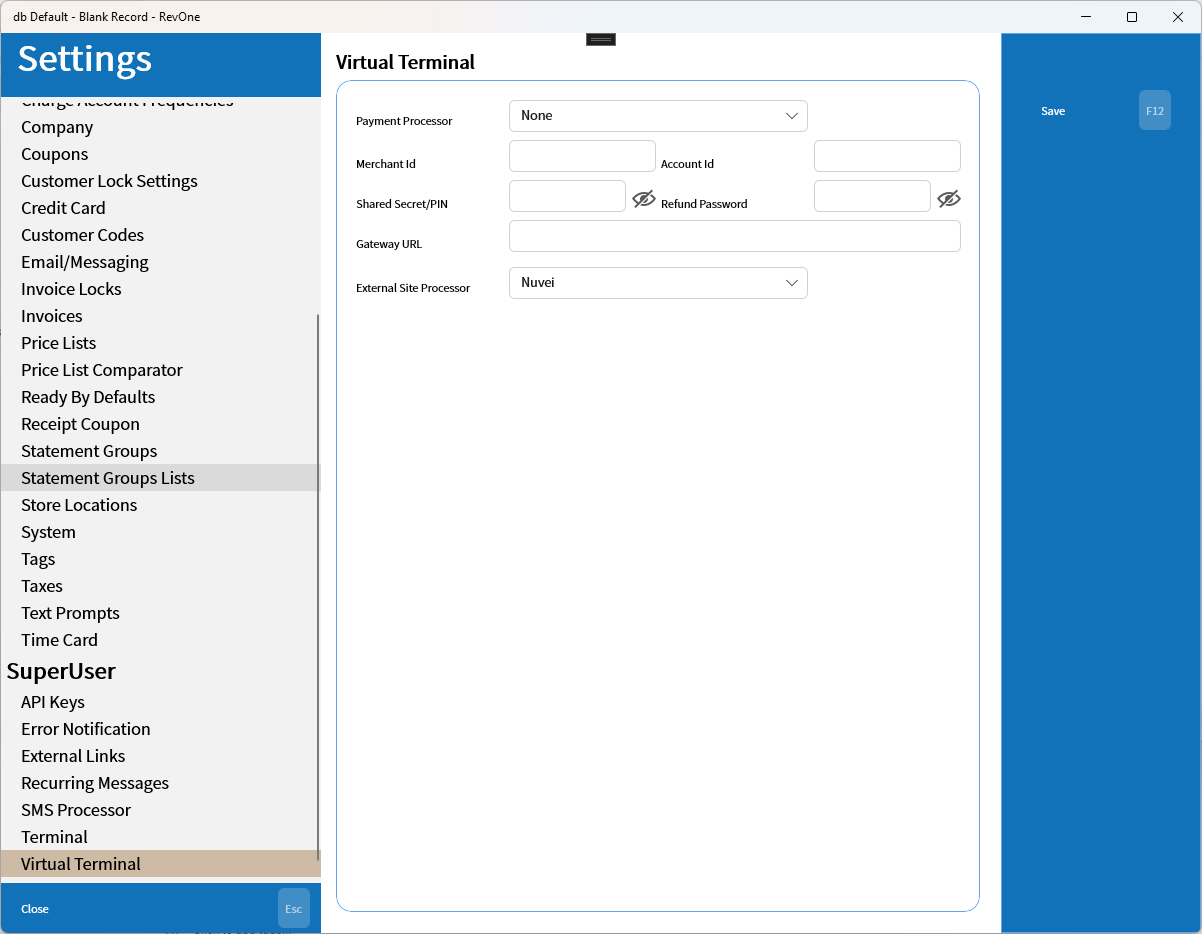 db Default - Blank Record - RevOne
Settings
Charge Account Frequencies
Company
Coupons
Customer Lock Settings
Credit Card
Customer Codes
Email/Messaging
Invoice Locks
Invoices
Price Lists
Price List Comparator
Ready By Defaults
Receipt Coupon
Statement Groups
Statement Groups Lists
Store Locations
System
Tags
Taxes
Text Prompts
Time Card
SuperUser
API Keys
Error Notification
External Links
Recurring Messages
SMS Processor
Terminal
Virtual Terminal
Close Esc
Virtual Terminal
Payment Processor None
Merchant Id Account Id
Shared Secret/PIN Refund Password
Gateway URL
External Site Processor Nuvei
Save F12